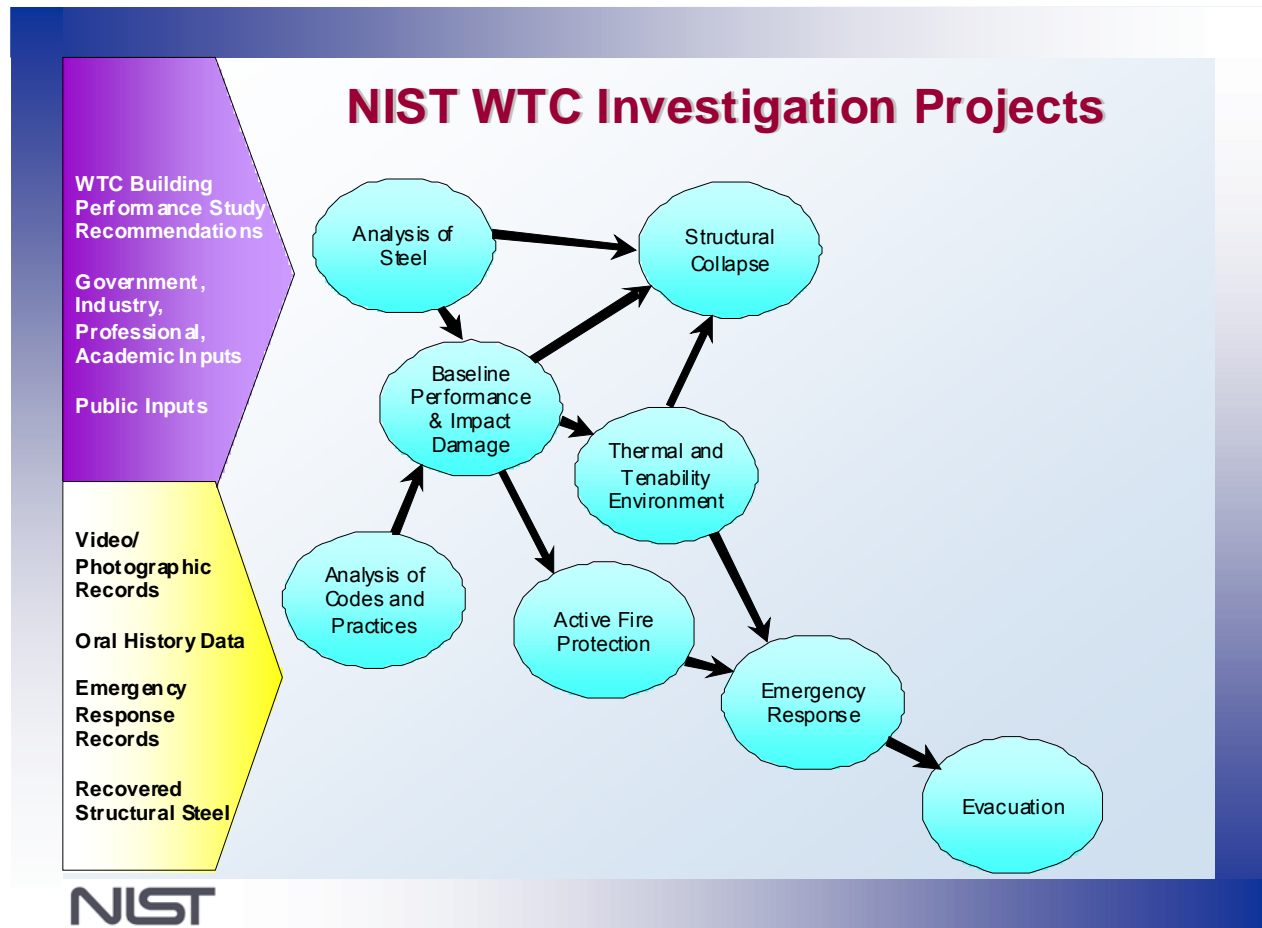 NIST WTC Investigation Projects
WTC Building
Performance Study
Recommendations
Government,
Industry,
Professional,
Academic Inputs
Public Inputs
Video/
Photographic
Records
Oral History Data
Emergency
Response
Records
Recovered
Structural Steel
Analysis of
Steel
Structural
Collapse
Baseline
Performance
& Impact
Damage
Thermal and
Tenability
Environment
Analysis of
Codes and
Practices
Active Fire
Protection
Emergency
Response
Evacuation
NIST